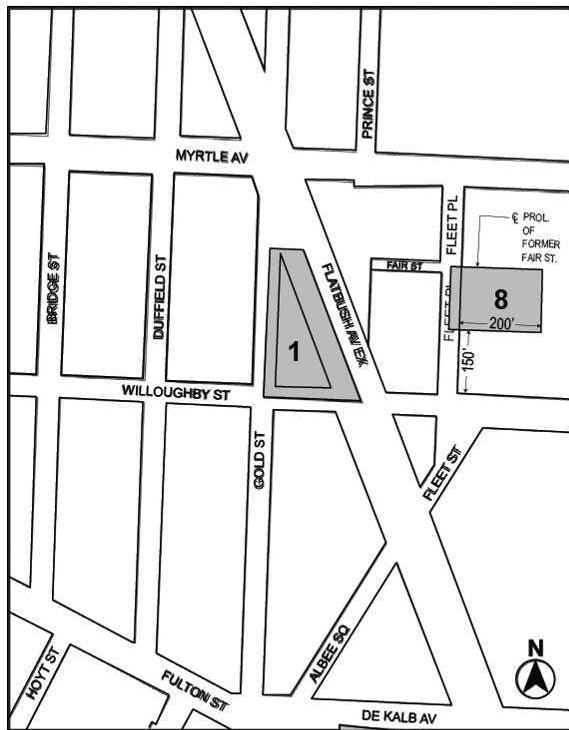 PRINCE ST
MYRTLE AV
FLEET PL
℄ PROL.
OF
FORMER
FAIR ST.
BRIDGE ST
DUFFIELD ST
FLATBUSH AV EX
FAIR ST
FLEET PL
8
200'
150'
1
WILLOUGHBY ST
GOLD ST
FLEET ST
ALBEE SQ
HOYT ST
FULTON ST
DE KALB AV
N